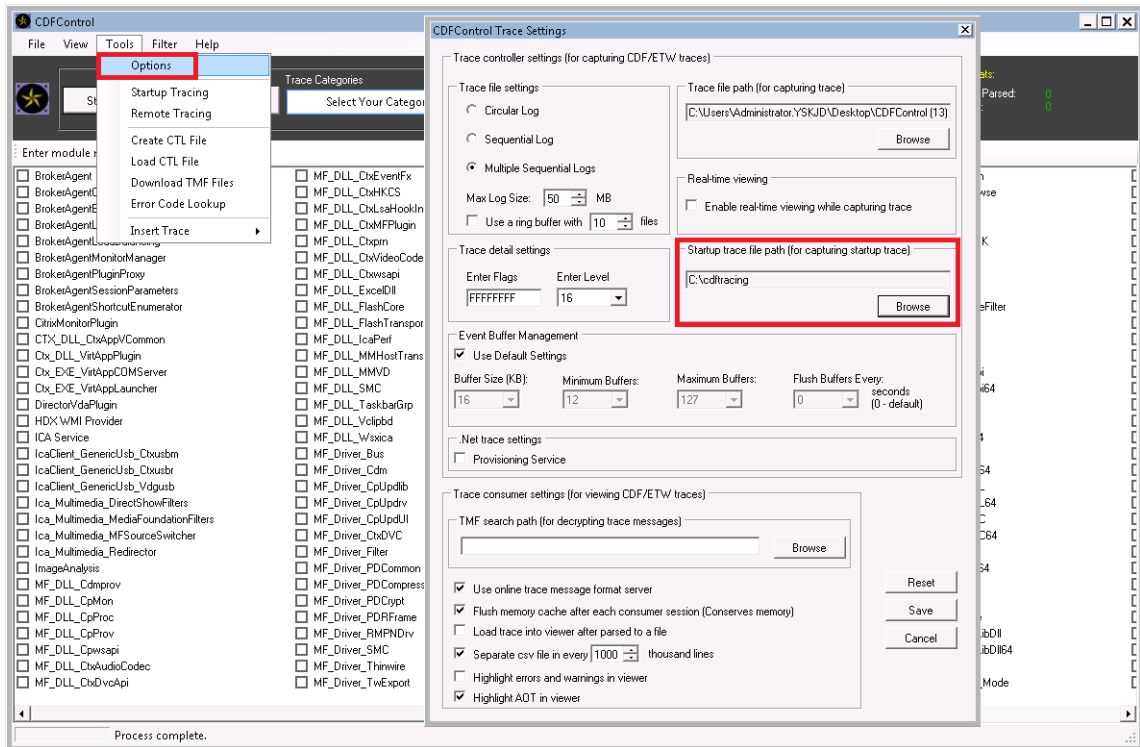 CDFControl
File View Tools Filter Help
Options
Startup Tracing
Remote Tracing
Create CTL File
Load CTL File
Download TMF Files
Error Code Lookup
Insert Trace
Trace Categories
Select Your Categor
Parsed: 0
0
Enter module
BrokerAgent
BrokerAgentMonitorManager
BrokerAgentPluginProxy
BrokerAgentSessionParameters
BrokerAgentShortcutEnumerator
CitrixMonitorPlugin
CTX_DLL_CtxAppVCommon
Ctx_DLL_VirtAppPlugin
Ctx_EXE_VirtAppCOMServer
Ctx_EXE_VirtAppLauncher
DirectorVdaPlugin
HDX WMI Provider
ICA Service
IcaClient_GenericUsb_Ctxusbm
IcaClient_GenericUsb_Ctxusbr
IcaClient_GenericUsb_Vdgusb
Ica_Multimedia_DirectShowFilters
Ica_Multimedia_MediaFoundationFilters
Ica_Multimedia_MFSourceSwitcher
Ica_Multimedia_Redirector
ImageAnalysis
MF_DLL_Cdmprov
MF_DLL_CpMon
MF_DLL_CpProc
MF_DLL_CpProv
MF_DLL_Cpwsapi
MF_DLL_CtxAudioCodec
MF_DLL_CtxDvcApi
MF_DLL_CtxEventFx
MF_DLL_CtxHKCS
MF_DLL_CtxLsaHookIn
MF_DLL_CtxMFPlugin
MF_DLL_Ctxprn
MF_DLL_CtxVideoCode
MF_DLL_Ctxwsapi
MF_DLL_ExcelDll
MF_DLL_FlashCore
MF_DLL_FlashTranspor
MF_DLL_IcaPerf
MF_DLL_MMHostTrans
MF_DLL_MMVD
MF_DLL_SMC
MF_DLL_TaskbarGrp
MF_DLL_Vclipbd
MF_DLL_Wsxica
MF_Driver_Bus
MF_Driver_Cdm
MF_Driver_CpUpdlib
MF_Driver_CpUpdrv
MF_Driver_CpUpdUI
MF_Driver_CtxDVC
MF_Driver_Filter
MF_Driver_PDCommon
MF_Driver_PDCompress
MF_Driver_PDCrypt
MF_Driver_PDRFrame
MF_Driver_RMPNDrv
MF_Driver_SMC
MF_Driver_Thinwire
MF_Driver_TwExport
CDFControl Trace Settings
Trace controller settings (for capturing CDF/ETW traces)
Trace file settings
Circular Log
Sequential Log
Multiple Sequential Logs
Max Log Size: 50 MB
Use a ring buffer with 10 files
Trace file path (for capturing trace)
C:\Users\Administrator.YSKJD\Desktop\CDFControl (13)
Browse
Real-time viewing
Enable real-time viewing while capturing trace
Trace detail settings
Enter Flags Enter Level
FFFFFFFF 16
Startup trace file path (for capturing startup trace)
C:\cdftracing
Browse
Event Buffer Management
Use Default Settings
Buffer Size (KB): Minimum Buffers: Maximum Buffers: Flush Buffers Every:
16 12 127 0 seconds
(0 - default)
.Net trace settings
Provisioning Service
Trace consumer settings (for viewing CDF/ETW traces)
TMF search path (for decrypting trace messages)
Browse
Use online trace message format server
Flush memory cache after each consumer session (Conserves memory)
Load trace into viewer after parsed to a file
Separate csv file in every 1000 thousand lines
Highlight errors and warnings in viewer
Highlight AOT in viewer
Reset
Save
Cancel
Process complete.